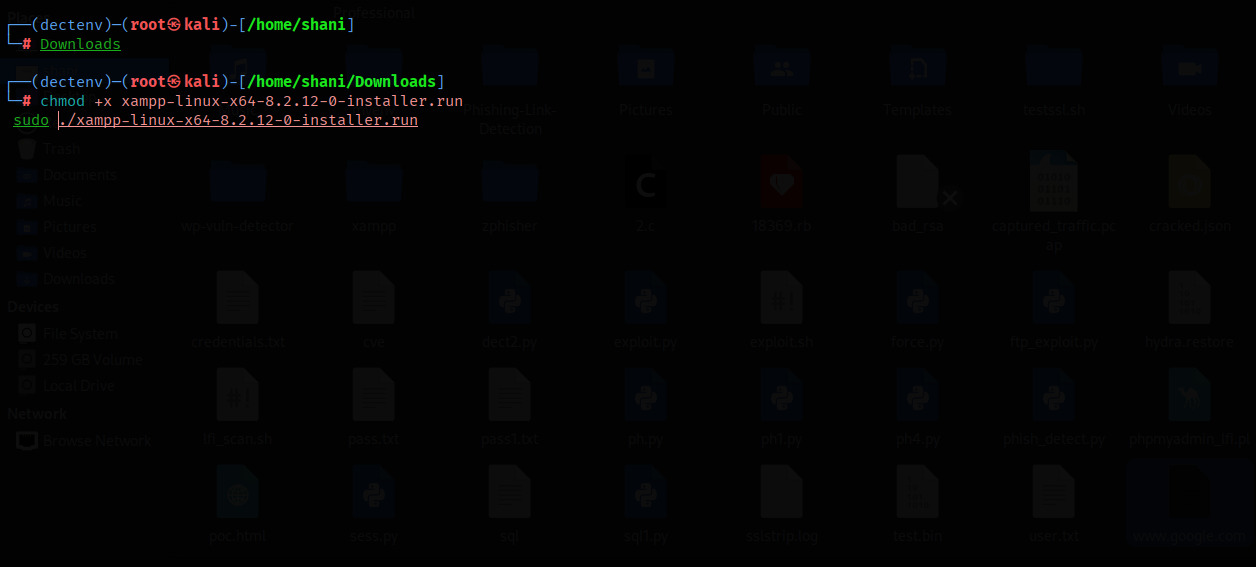 Professional
┌──(dectenv)─(root㉿kali)-[/home/shani]
└─# Downloads
┌──(dectenv)─(root㉿kali)-[/home/shani/Downloads]
└─# chmod +x xampp-linux-x64-8.2.12-0-installer.run
sudo ./xampp-linux-x64-8.2.12-0-installer.run
Phishing-Link-Detection Pictures Public Templates testssl.sh Videos
Trash
Documents
Music
Pictures
Videos
Downloads
Devices
File System
259 GB Volume
Local Drive
Network
Browse Network
wp-vuln-detector xampp zphisher 2.c 18369.rb bad_rsa captured_traffic.pcap cracked.json
credentials.txt cve dect2.py exploit.py exploit.sh force.py ftp_exploit.py hydra.restore
lfi_scan.sh pass.txt pass1.txt ph.py ph1.py ph4.py phish_detect.py phpmyadmin_lfi.pl
poc.html sess.py sql sql1.py sslstrip.log test.bin user.txt www.google.com